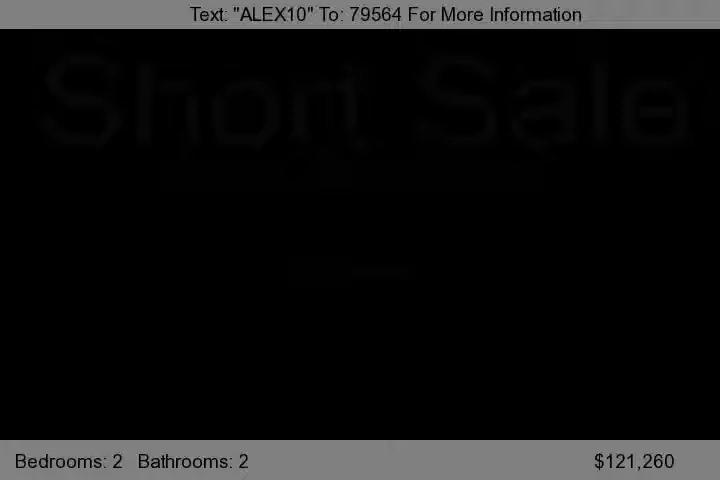 Text: "ALEX10" To: 79564 For More Information
Short Sale
Bedrooms: 2 Bathrooms: 2 $121,260